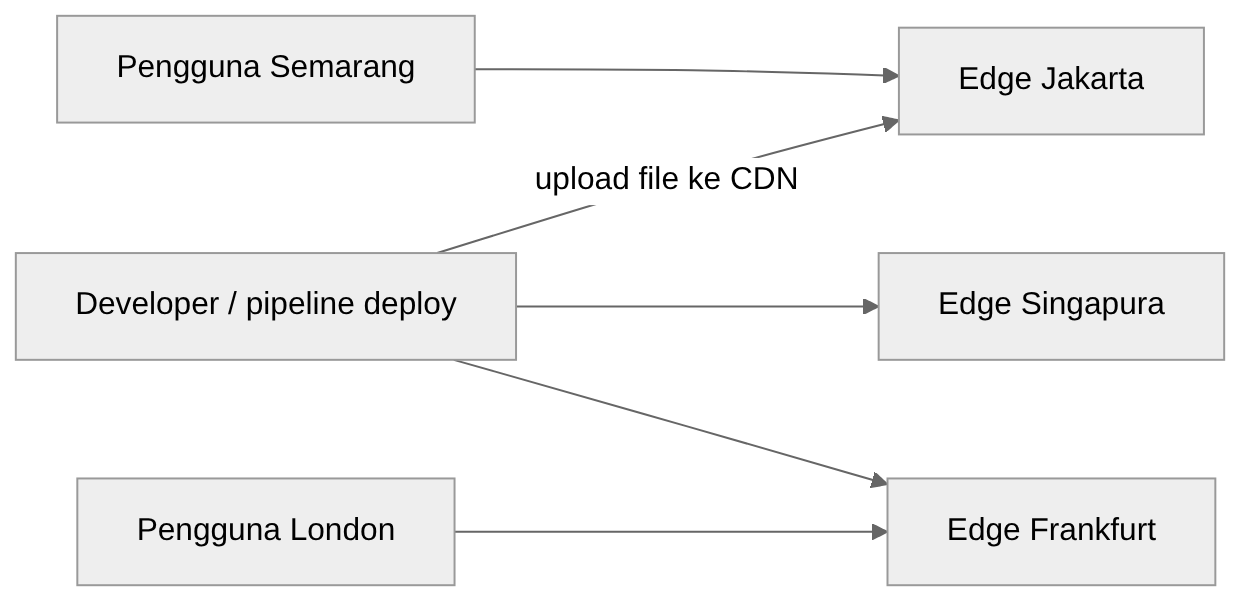 Pengguna Semarang
Edge Jakarta
upload file ke CDN
Developer / pipeline deploy
Edge Singapura
Pengguna London
Edge Frankfurt